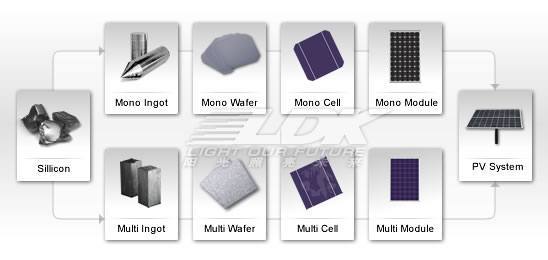 Mono Ingot
Mono Wafer
Mono Cell
Mono Module
Sillicon
LDK
LIGHT OUR FUTURE
阳光照亮未来
PV System
Multi Ingot
Multi Wafer
Multi Cell
Multi Module